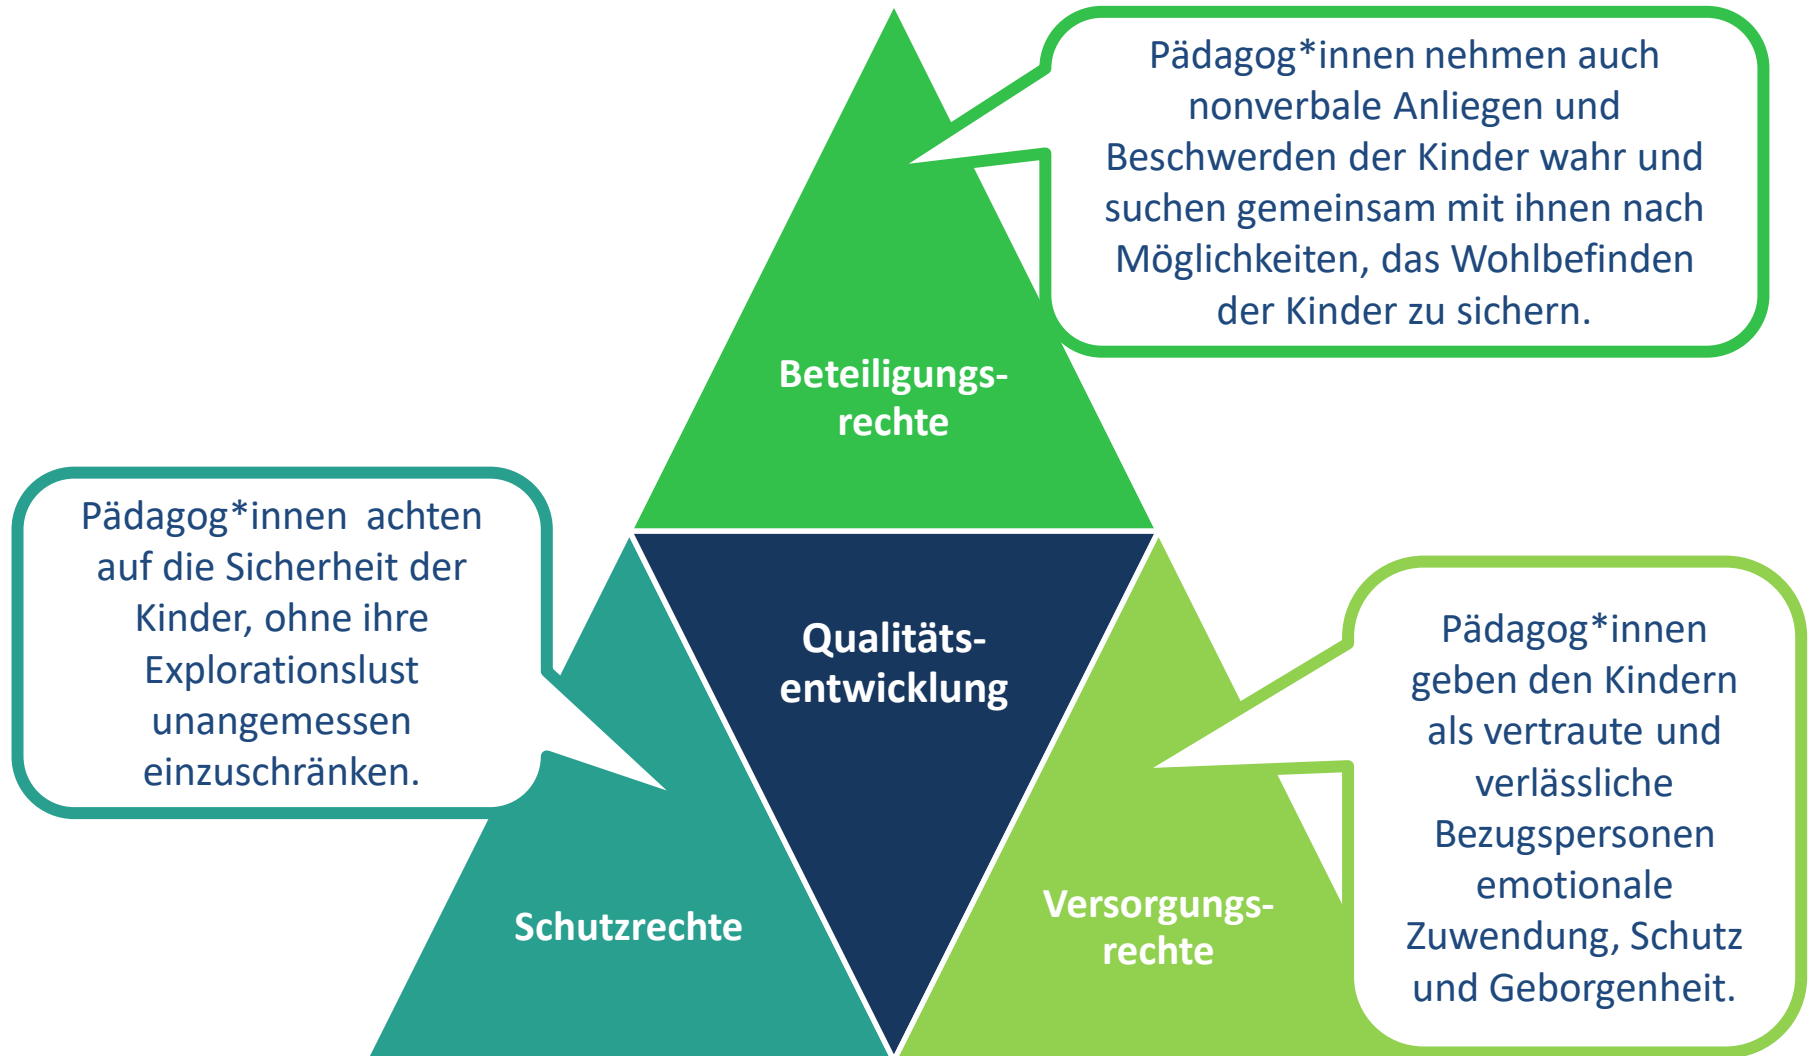 Pädagog*innen nehmen auch
nonverbale Anliegen und
Beschwerden der Kinder wahr und
suchen gemeinsam mit ihnen nach
Möglichkeiten, das Wohlbefinden
der Kinder zu sichern.
Beteiligungs-
rechte
Pädagog*innen achten
auf die Sicherheit der
Kinder, ohne ihre
Explorationslust
unangemessen
einzuschränken.
Qualitäts-
entwicklung
Pädagog*innen
geben den Kindern
als vertraute und
verlässliche
Bezugspersonen
emotionale
Zuwendung, Schutz
und Geborgenheit.
Schutzrechte
Versorgungs-
rechte